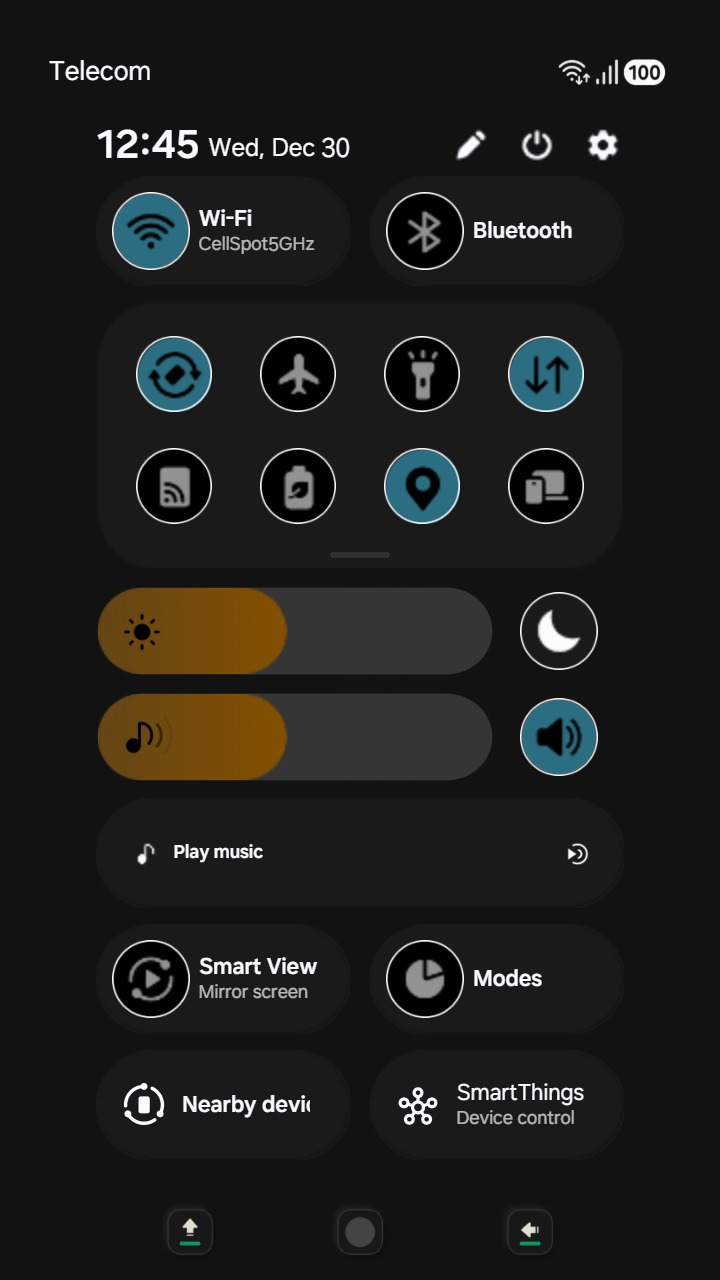 Telecom
100
12:45 Wed, Dec 30
Wi-Fi
CellSpot5GHz
Bluetooth
Play music
Smart View
Mirror screen
Modes
Nearby devi
SmartThings
Device control